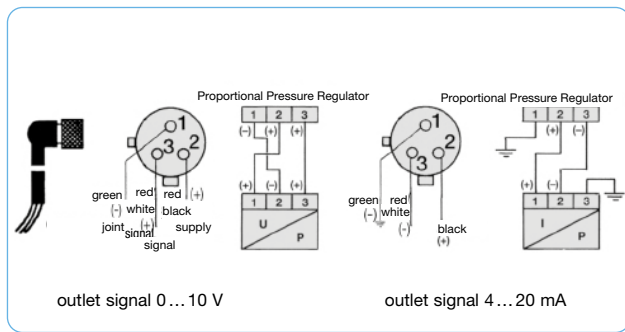 Proportional Pressure Regulator
1 2 3
(–) (+) (+)
1
3 2
green red red (+)
(-) white black
joint (+) supply
signal
signal
(+) (–) (+)
1 2 3
U
P
outlet signal 0...10 V
Proportional Pressure Regulator
1 2 3
(+) (–)
1
3 2
green red
(–) white
(-) black
(+)
(+) (–)
1 2 3
I
P
outlet signal 4...20 mA